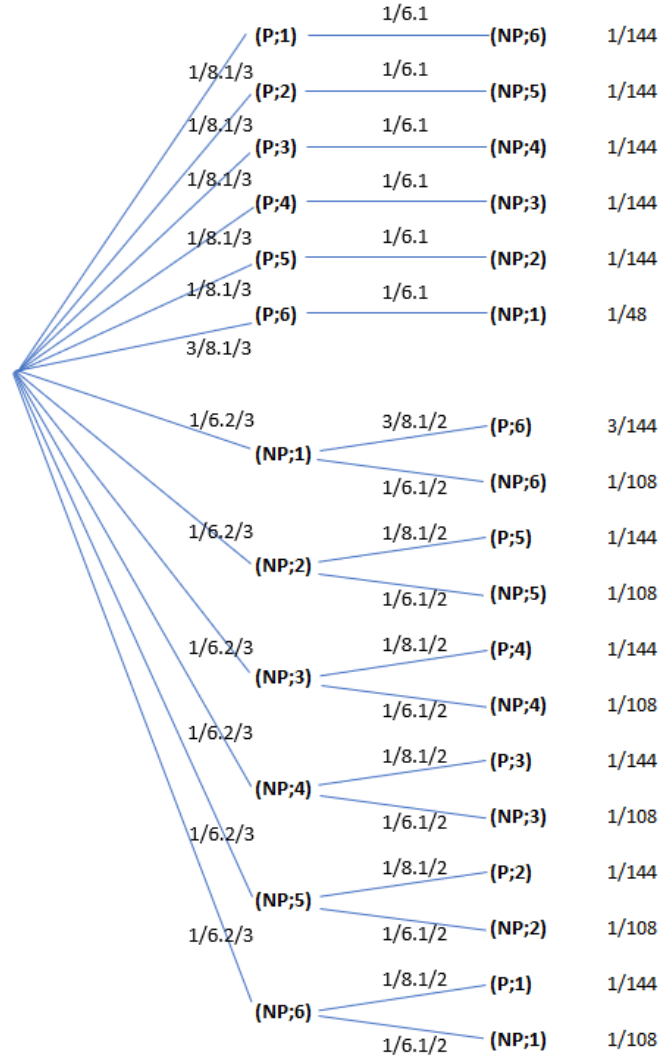 1/6.1
(P;1) (NP;6) 1/144
1/8.1/3 1/6.1
(P;2) (NP;5) 1/144
1/8.1/3 1/6.1
(P;3) (NP;4) 1/144
1/8.1/3 1/6.1
(P;4) (NP;3) 1/144
1/8.1/3 1/6.1
(P;5) (NP;2) 1/144
1/8.1/3 1/6.1
(P;6) (NP;1) 1/48
3/8.1/3
1/6.2/3 3/8.1/2 (P;6) 3/144
(NP;1)
1/6.1/2 (NP;6) 1/108
1/6.2/3 1/8.1/2 (P;5) 1/144
(NP;2)
1/6.1/2 (NP;5) 1/108
1/6.2/3 1/8.1/2 (P;4) 1/144
(NP;3)
1/6.1/2 (NP;4) 1/108
1/6.2/3 1/8.1/2 (P;3) 1/144
(NP;4)
1/6.1/2 (NP;3) 1/108
1/6.2/3 1/8.1/2 (P;2) 1/144
(NP;5)
1/6.1/2 (NP;2) 1/108
1/6.2/3 1/8.1/2 (P;1) 1/144
(NP;6)
1/6.1/2 (NP;1) 1/108